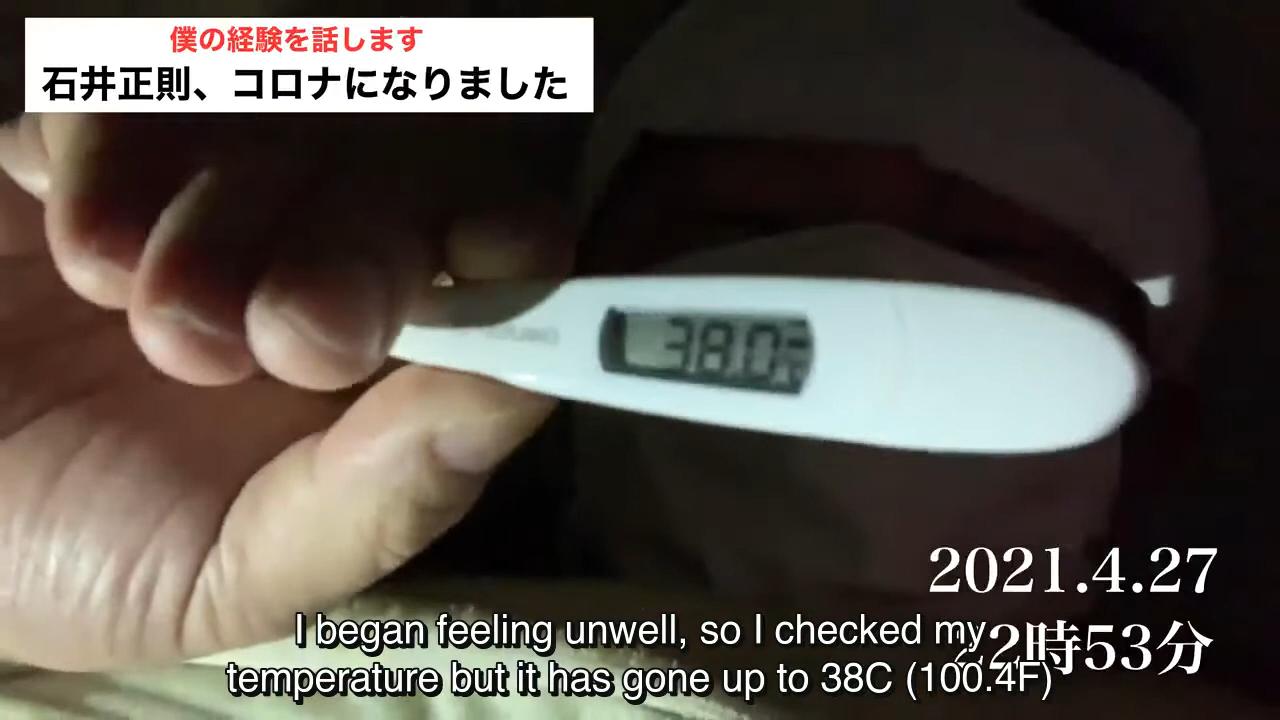 僕の経験を話します
石井正則、コロナになりました
38.0
2021.4.27
22時53分
I began feeling unwell, so I checked my
temperature but it has gone up to 38C (100.4F)